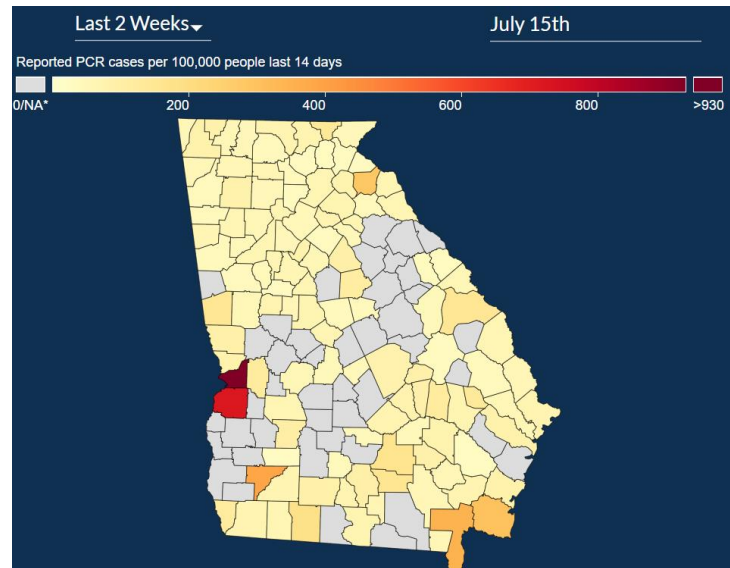 Last 2 Weeks
July 15th
Reported PCR cases per 100,000 people last 14 days
0/NA* 200 400 600 800 >930